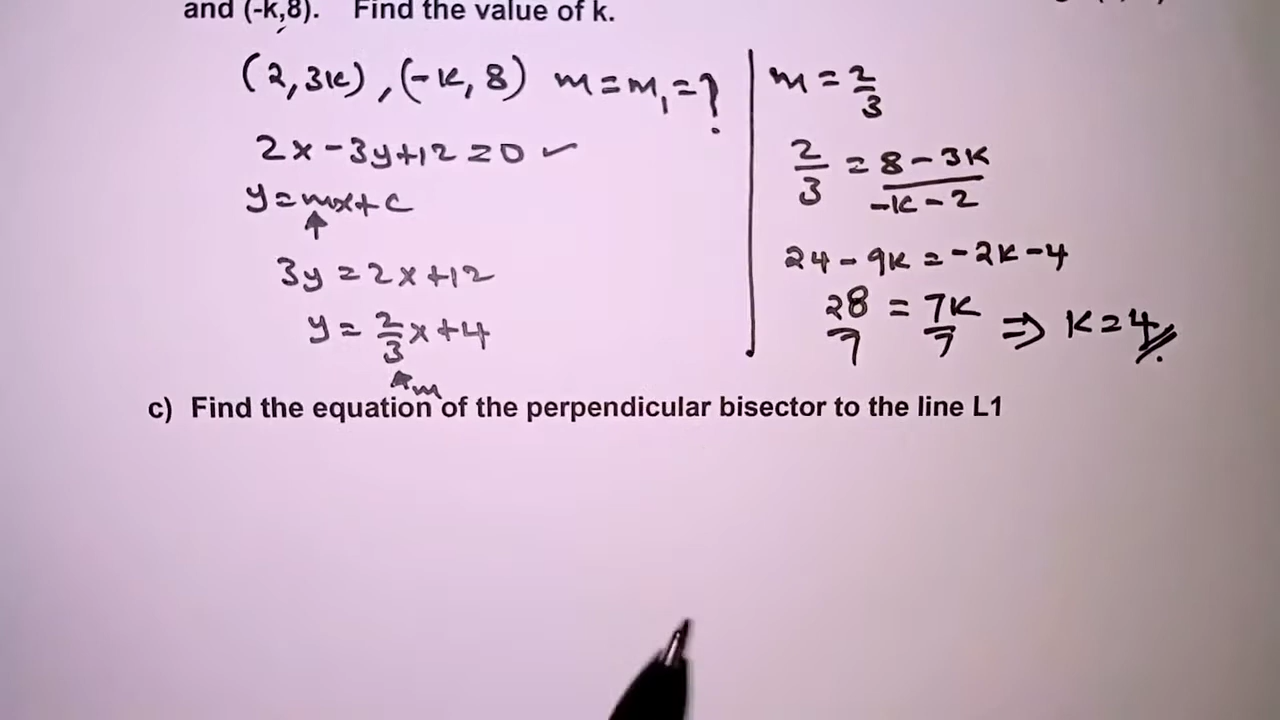 and (-k,8). Find the value of k.
(2, 3k), (-k, 8) m = m₁ = ?
2x - 3y + 12 = 0 ✓
y = mx + c
↑
3y = 2x + 12
y = 2/3 x + 4
↑ m
m = 2/3
2/3 = (8 - 3k)/(-k - 2)
24 - 9k = -2k - 4
28/7 = 7k/7 ⇒ k = 4
c) Find the equation of the perpendicular bisector to the line L1